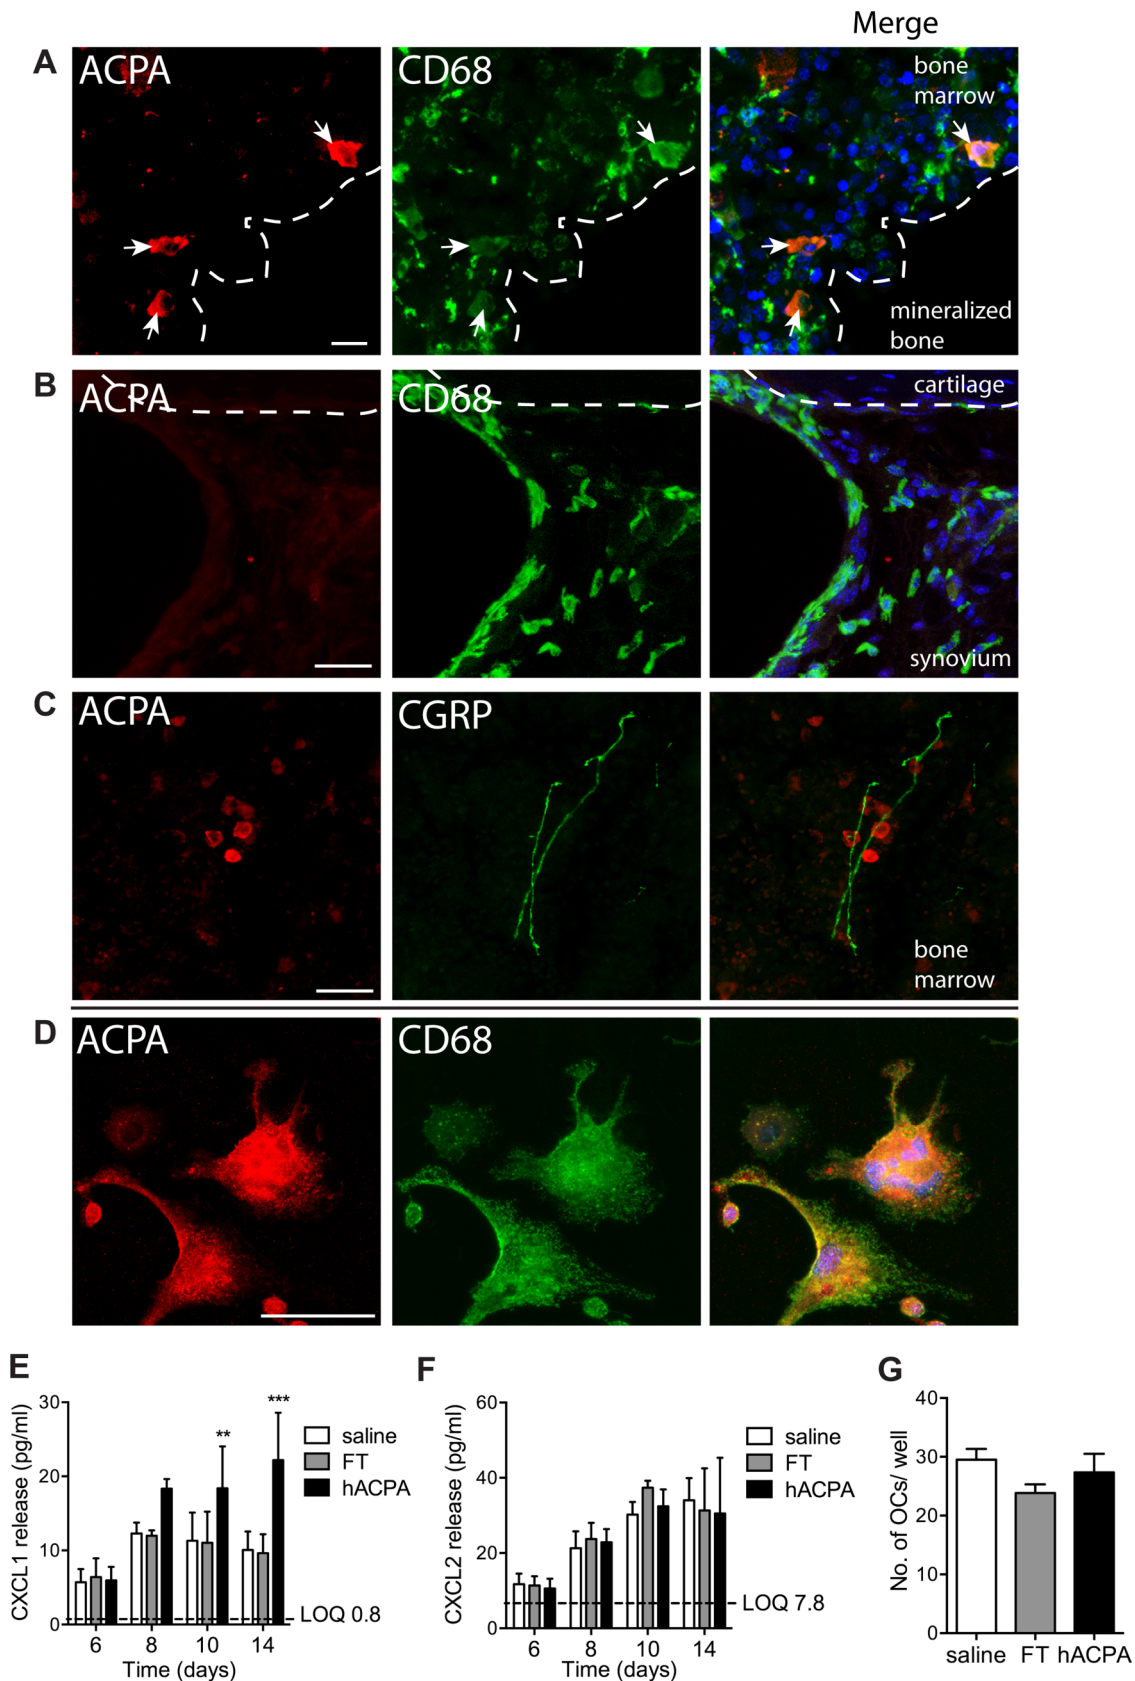 Merge
A
ACPA
CD68
bone
marrow
mineralized
bone
B
ACPA
CD68
cartilage
synovium
C
ACPA
CGRP
bone
marrow
D
ACPA
CD68
E
CXCL1 release (pg/ml)
30
20
10
0
**
***
saline
FT
hACPA
LOQ 0.8
6 8 10 14
Time (days)
F
CXCL2 release (pg/ml)
60
40
20
0
saline
FT
hACPA
LOQ 7.8
6 8 10 14
Time (days)
G
No. of OCs/ well
40
30
20
10
0
saline FT hACPA